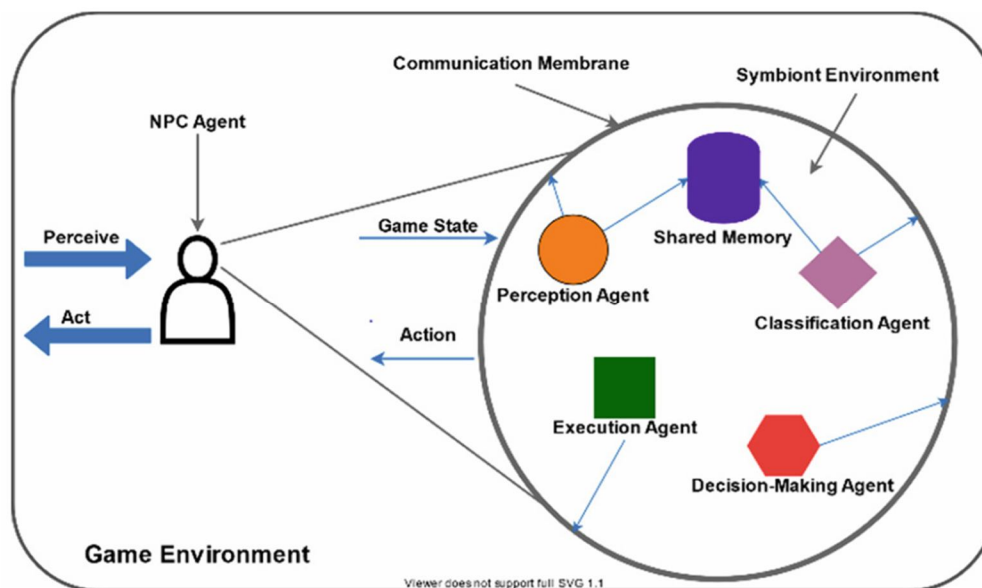 Communication Membrane
Symbiont Environment
NPC Agent
Perceive
Game State
Shared Memory
Perception Agent
Act
Action
Classification Agent
Execution Agent
Decision-Making Agent
Game Environment
Viewer does not support full SVG 1.1